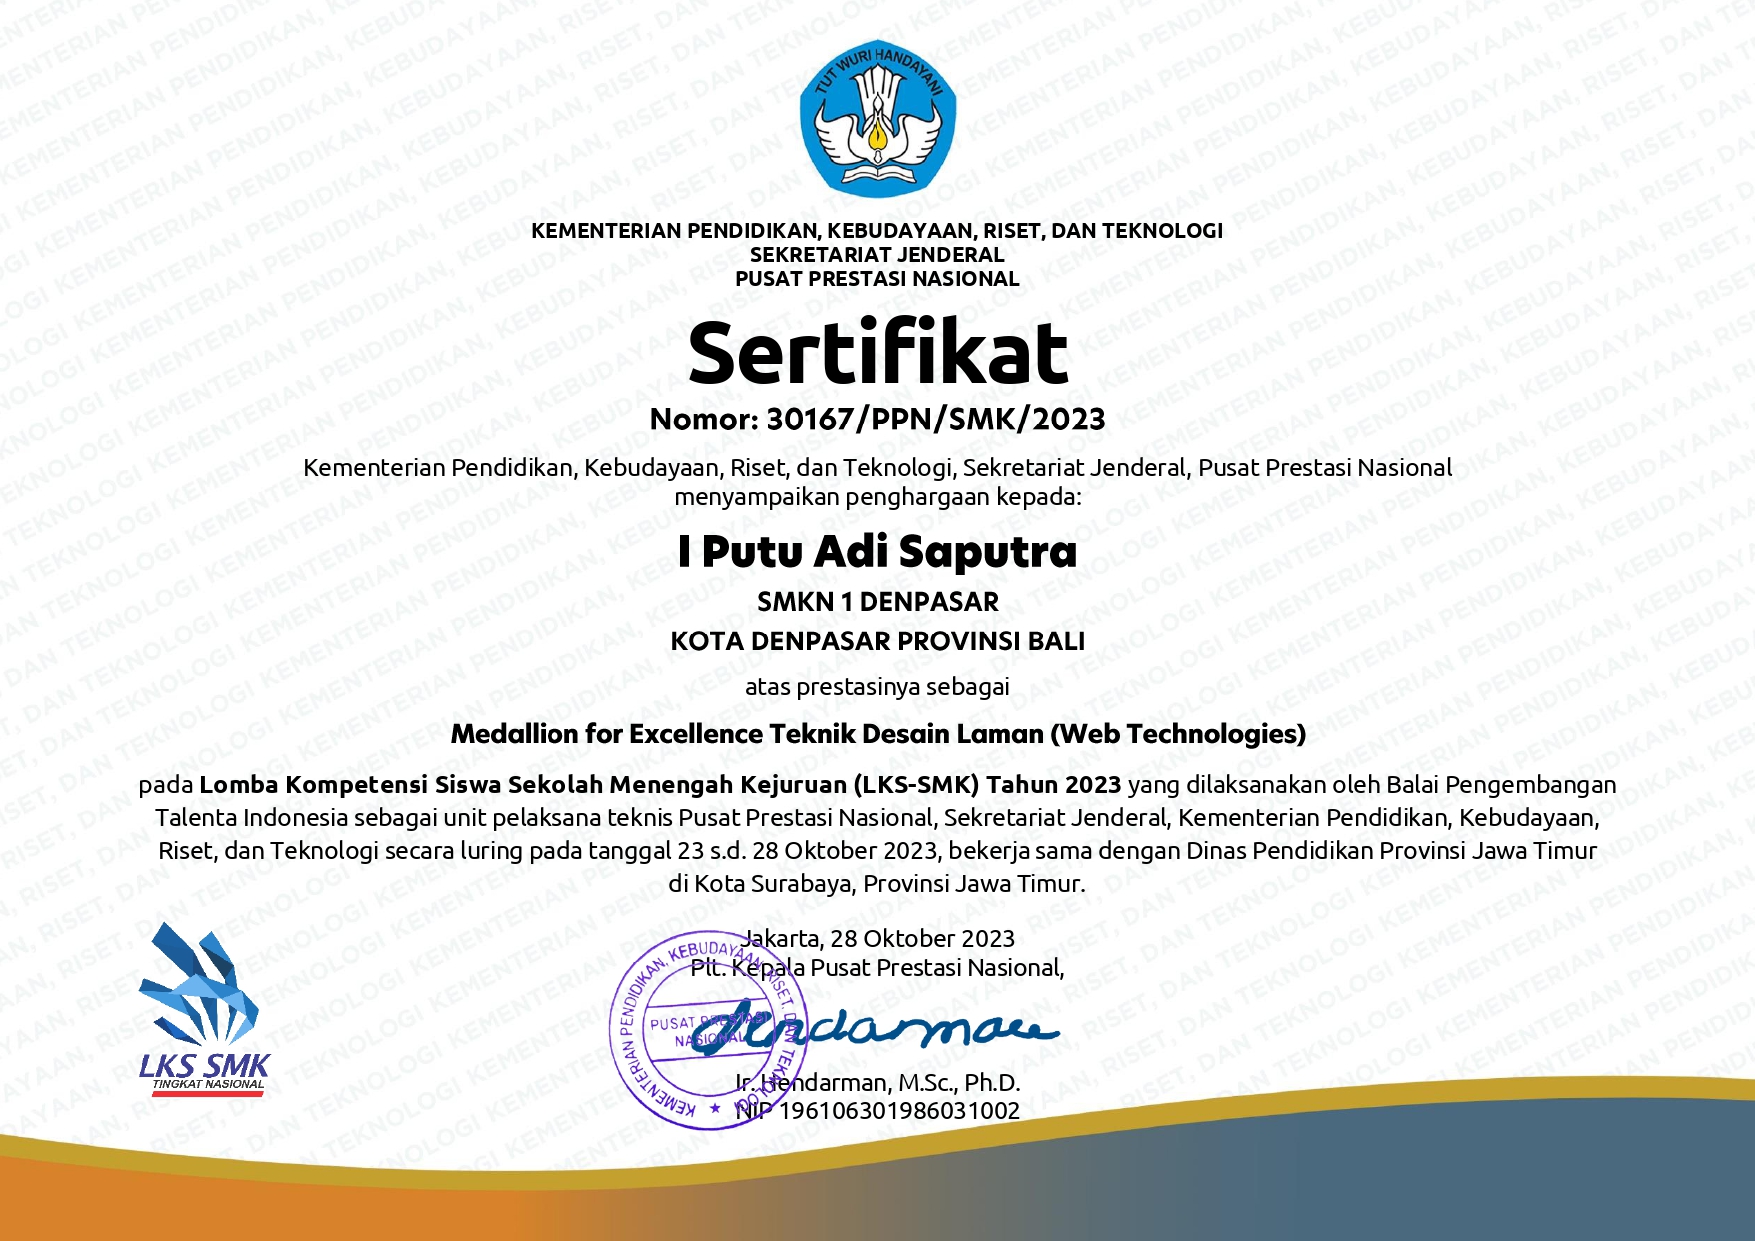 TUT WURI HANDAYANI
KEMENTERIAN PENDIDIKAN, KEBUDAYAAN, RISET, DAN TEKNOLOGI
SEKRETARIAT JENDERAL
PUSAT PRESTASI NASIONAL
Sertifikat
Nomor: 30167/PPN/SMK/2023
Kementerian Pendidikan, Kebudayaan, Riset, dan Teknologi, Sekretariat Jenderal, Pusat Prestasi Nasional
menyampaikan penghargaan kepada:
I Putu Adi Saputra
SMKN 1 DENPASAR
KOTA DENPASAR PROVINSI BALI
atas prestasinya sebagai
Medallion for Excellence Teknik Desain Laman (Web Technologies)
pada Lomba Kompetensi Siswa Sekolah Menengah Kejuruan (LKS-SMK) Tahun 2023 yang dilaksanakan oleh Balai Pengembangan
Talenta Indonesia sebagai unit pelaksana teknis Pusat Prestasi Nasional, Sekretariat Jenderal, Kementerian Pendidikan, Kebudayaan,
Riset, dan Teknologi secara luring pada tanggal 23 s.d. 28 Oktober 2023, bekerja sama dengan Dinas Pendidikan Provinsi Jawa Timur
di Kota Surabaya, Provinsi Jawa Timur.
Jakarta, 28 Oktober 2023
Plt. Kepala Pusat Prestasi Nasional,
KEMENTERIAN PENDIDIKAN, KEBUDAYAAN, RISET, DAN TEKNOLOGI
PUSAT PRESTASI
NASIONAL
Hendarman
Ir. Hendarman, M.Sc., Ph.D.
NIP 196106301986031002
LKS SMK
TINGKAT NASIONAL